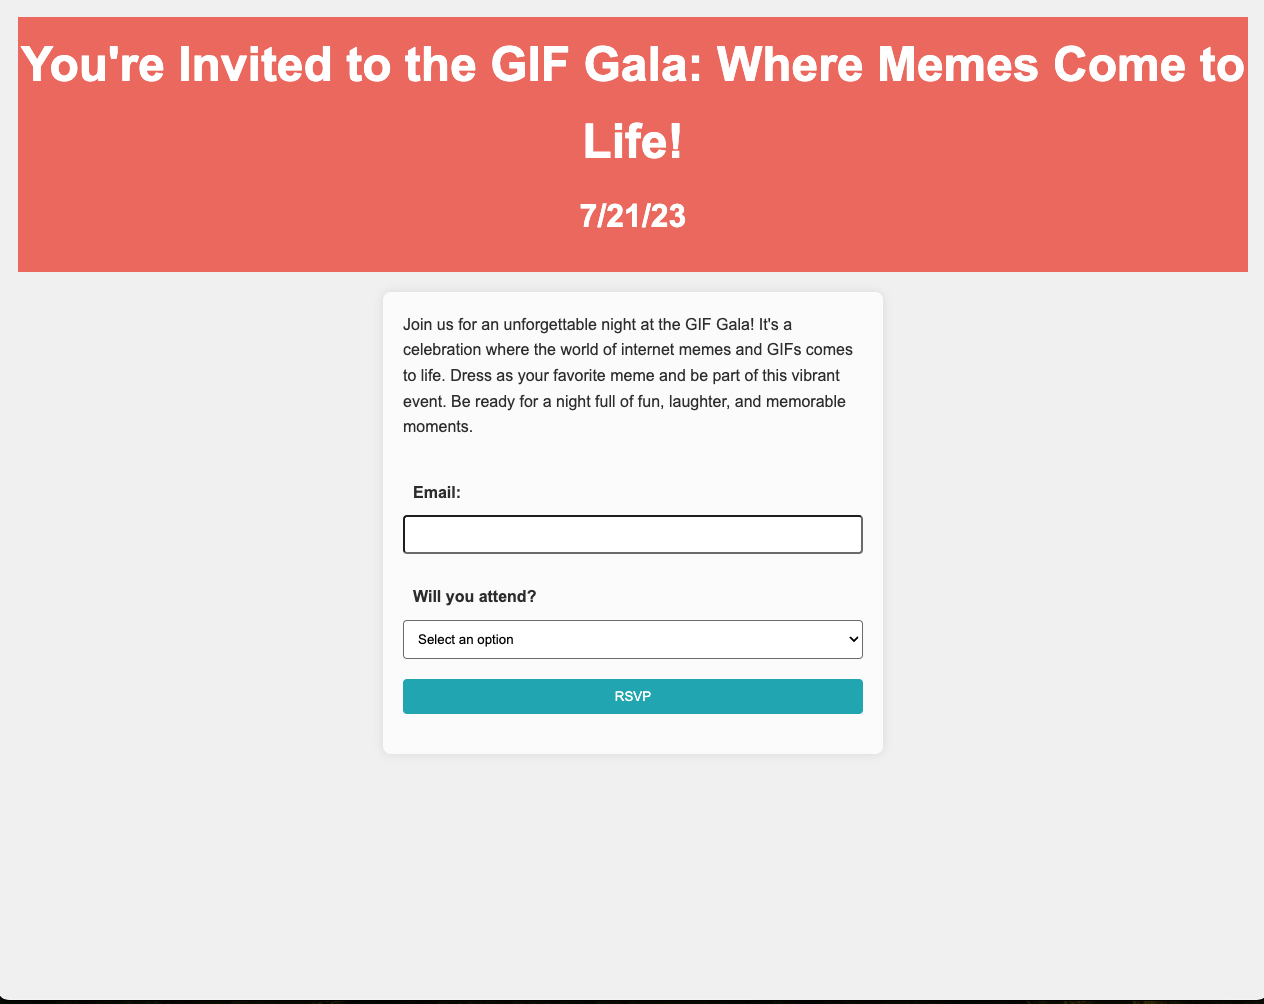 You're Invited to the GIF Gala: Where Memes Come to
Life!
7/21/23
Join us for an unforgettable night at the GIF Gala! It's a
celebration where the world of internet memes and GIFs comes
to life. Dress as your favorite meme and be part of this vibrant
event. Be ready for a night full of fun, laughter, and memorable
moments.
Email:
Will you attend?
Select an option
RSVP